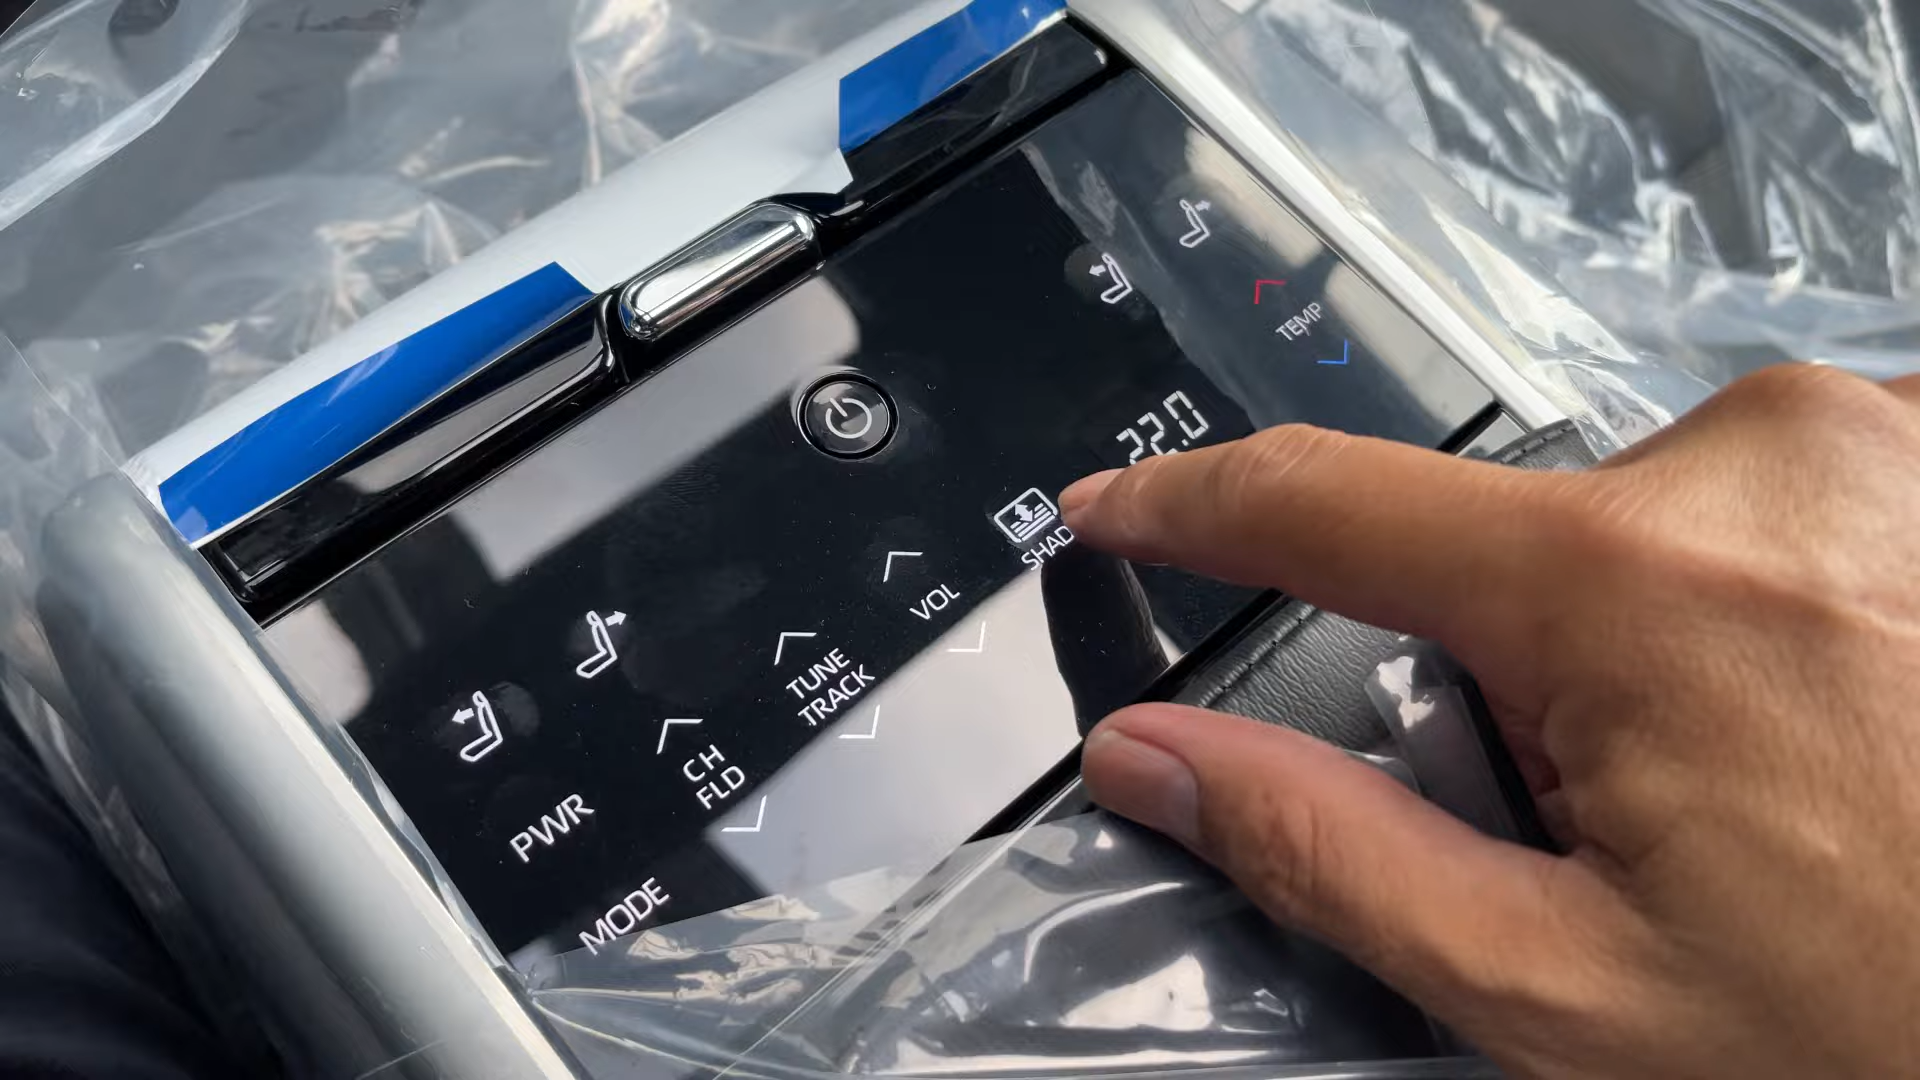 TEMP
22.0
SHAD
VOL
TUNE
TRACK
CH
FLD
PWR
MODE